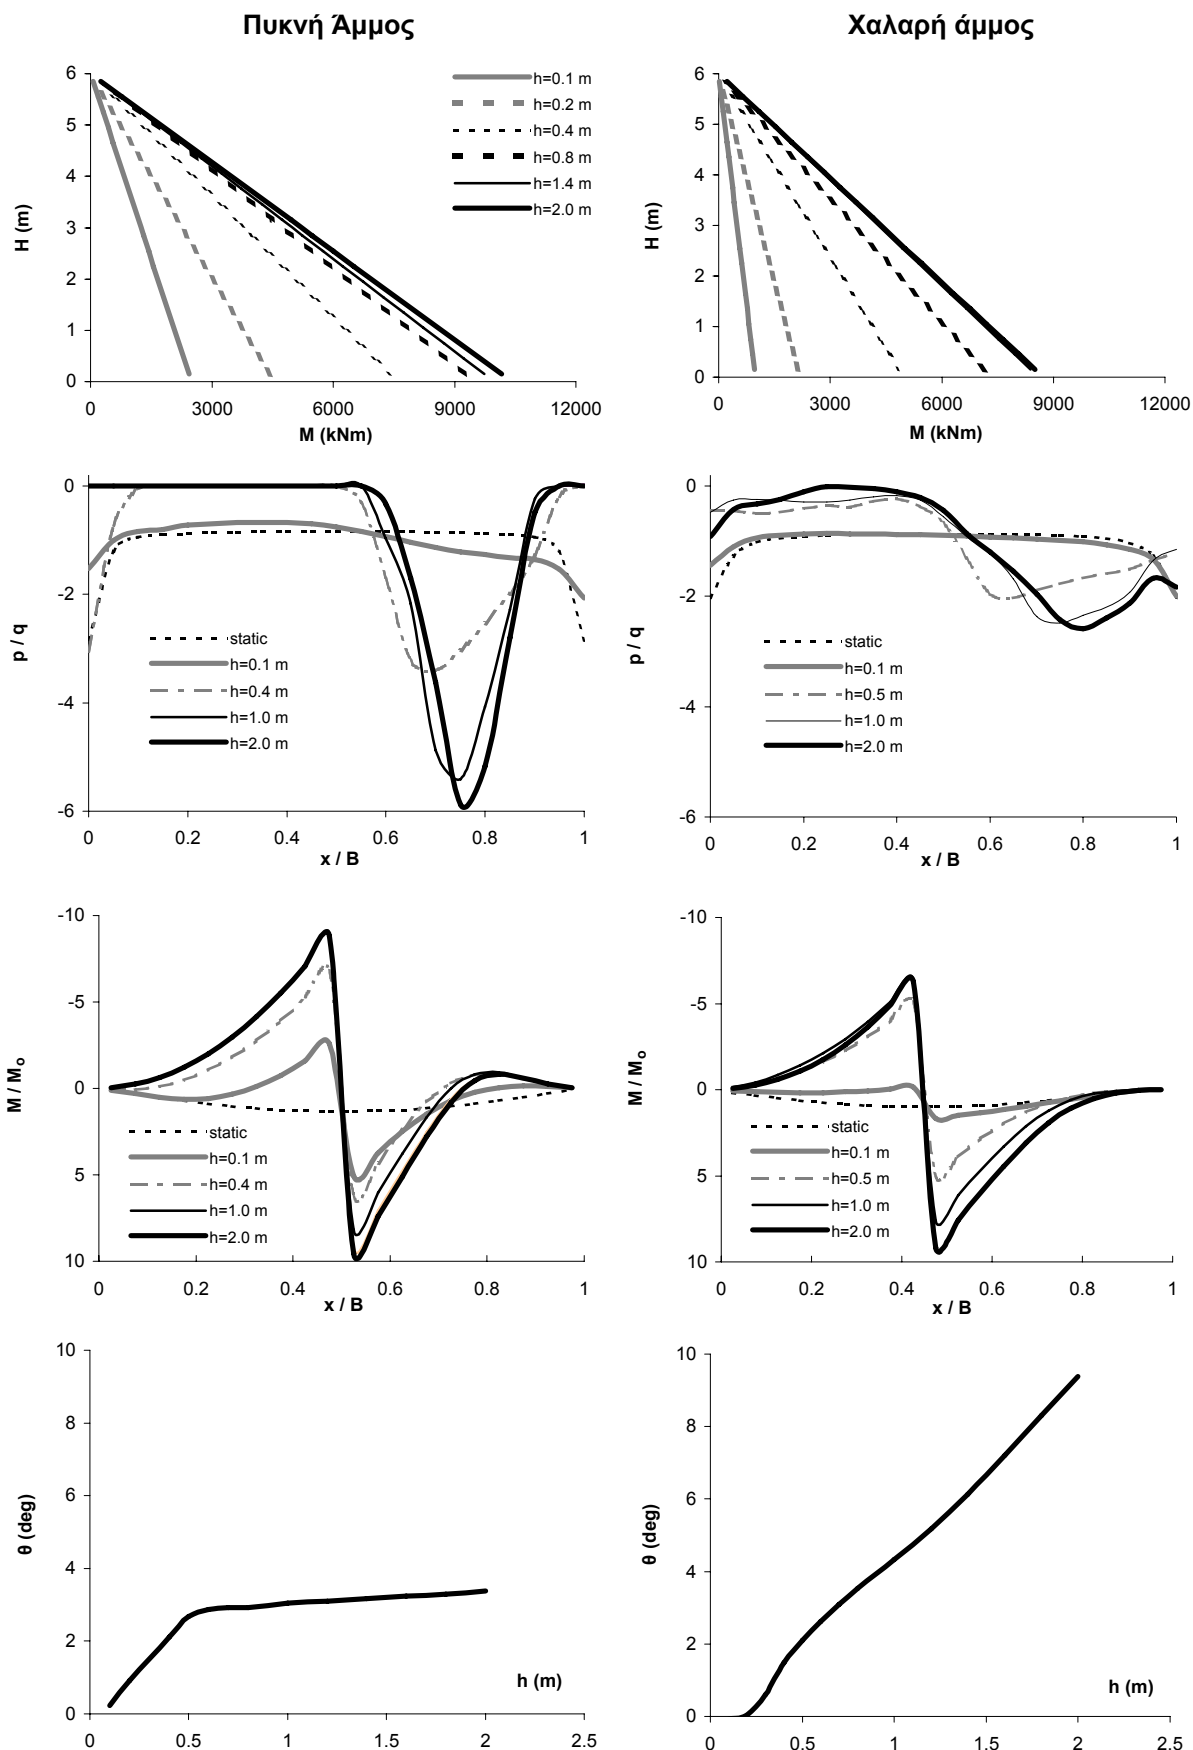 Πυκνή Άμμος
Χαλαρή άμμος
6
5
4
3
2
1
0
H (m)
0 3000 6000 9000 12000
M (kNm)
h=0.1 m
h=0.2 m
h=0.4 m
h=0.8 m
h=1.4 m
h=2.0 m
6
5
4
3
2
1
0
H (m)
0 3000 6000 9000 12000
M (kNm)
0
-2
-4
-6
p / q
static
h=0.1 m
h=0.4 m
h=1.0 m
h=2.0 m
0 0.2 0.4 0.6 0.8 1
x / B
0
-2
-4
-6
p / q
static
h=0.1 m
h=0.5 m
h=1.0 m
h=2.0 m
0 0.2 0.4 0.6 0.8 1
x / B
-10
-5
0
5
10
M / Mo
static
h=0.1 m
h=0.4 m
h=1.0 m
h=2.0 m
0 0.2 0.4 0.6 0.8 1
x / B
-10
-5
0
5
10
M / Mo
static
h=0.1 m
h=0.5 m
h=1.0 m
h=2.0 m
0 0.2 0.4 0.6 0.8 1
x / B
10
8
6
4
2
0
θ (deg)
h (m)
0 0.5 1 1.5 2 2.5
10
8
6
4
2
0
θ (deg)
h (m)
0 0.5 1 1.5 2 2.5